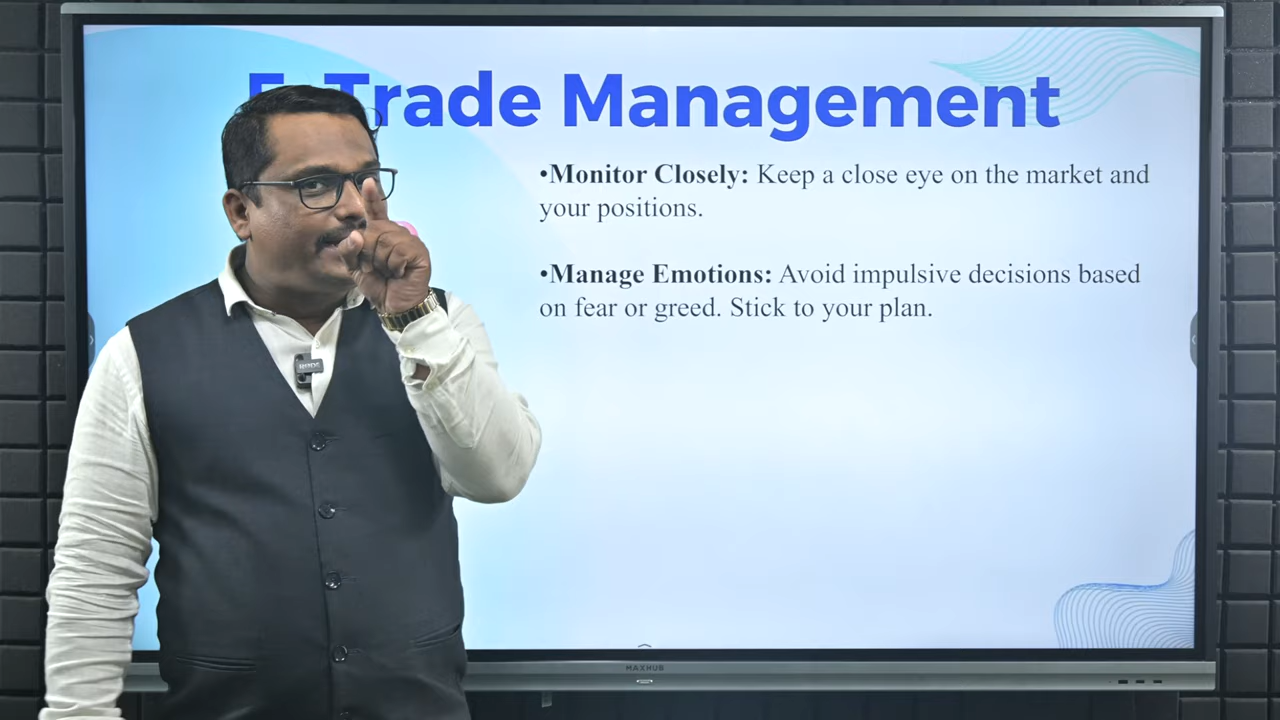 Trade Management
•Monitor Closely: Keep a close eye on the market and
your positions.
•Manage Emotions: Avoid impulsive decisions based
on fear or greed. Stick to your plan.
MAXHUB